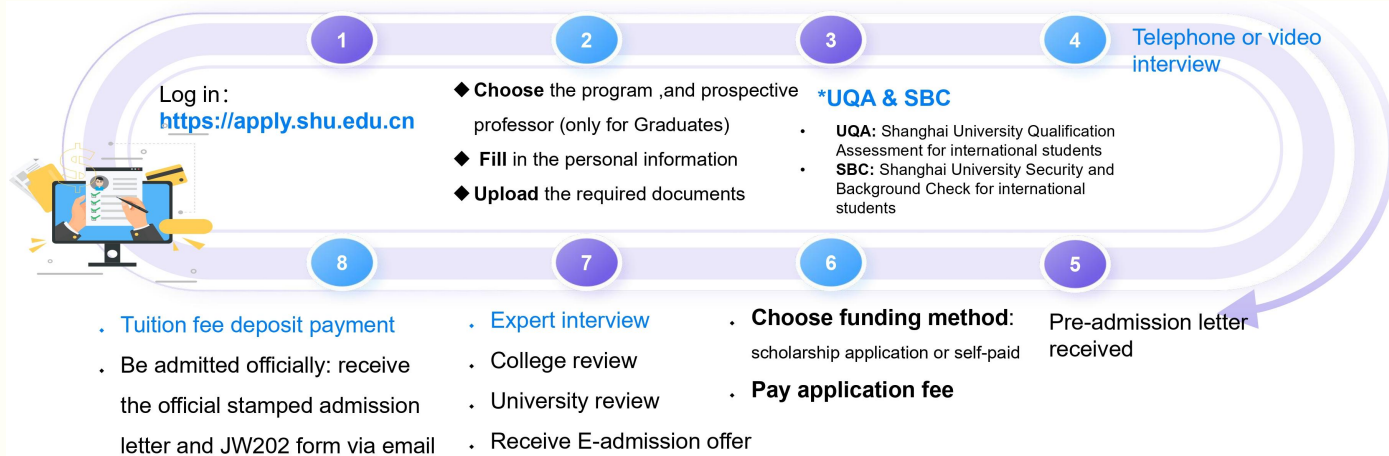 1
Log in：
https://apply.shu.edu.cn
2
◆ Choose the program ,and prospective
professor (only for Graduates)
◆ Fill in the personal information
◆ Upload the required documents
3
*UQA & SBC
• UQA: Shanghai University Qualification
Assessment for international students
• SBC: Shanghai University Security and
Background Check for international
students
4
Telephone or video
interview
5
Pre-admission letter
received
6
• Choose funding method:
scholarship application or self-paid
• Pay application fee
7
• Expert interview
• College review
• University review
• Receive E-admission offer
8
• Tuition fee deposit payment
• Be admitted officially: receive
the official stamped admission
letter and JW202 form via email